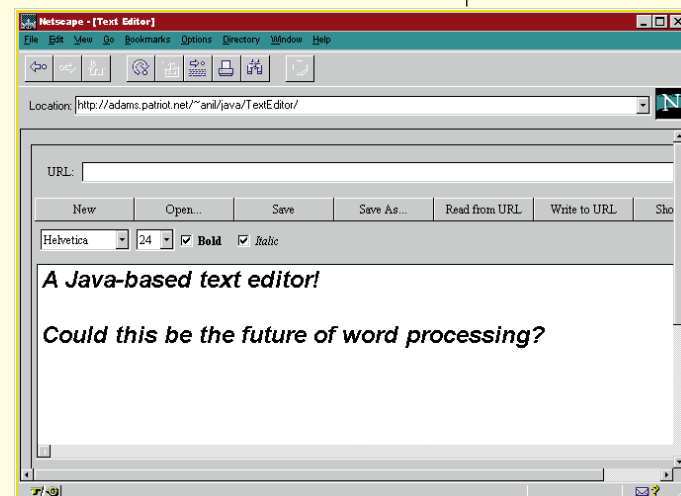 Netscape - [Text Editor]
File Edit View Go Bookmarks Options Directory Window Help
Location: http://adams.patriot.net/~anil/java/TextEditor/
N
URL:
New Open... Save Save As... Read from URL Write to URL Sho
Helvetica 24 Bold Italic
A Java-based text editor!
Could this be the future of word processing?